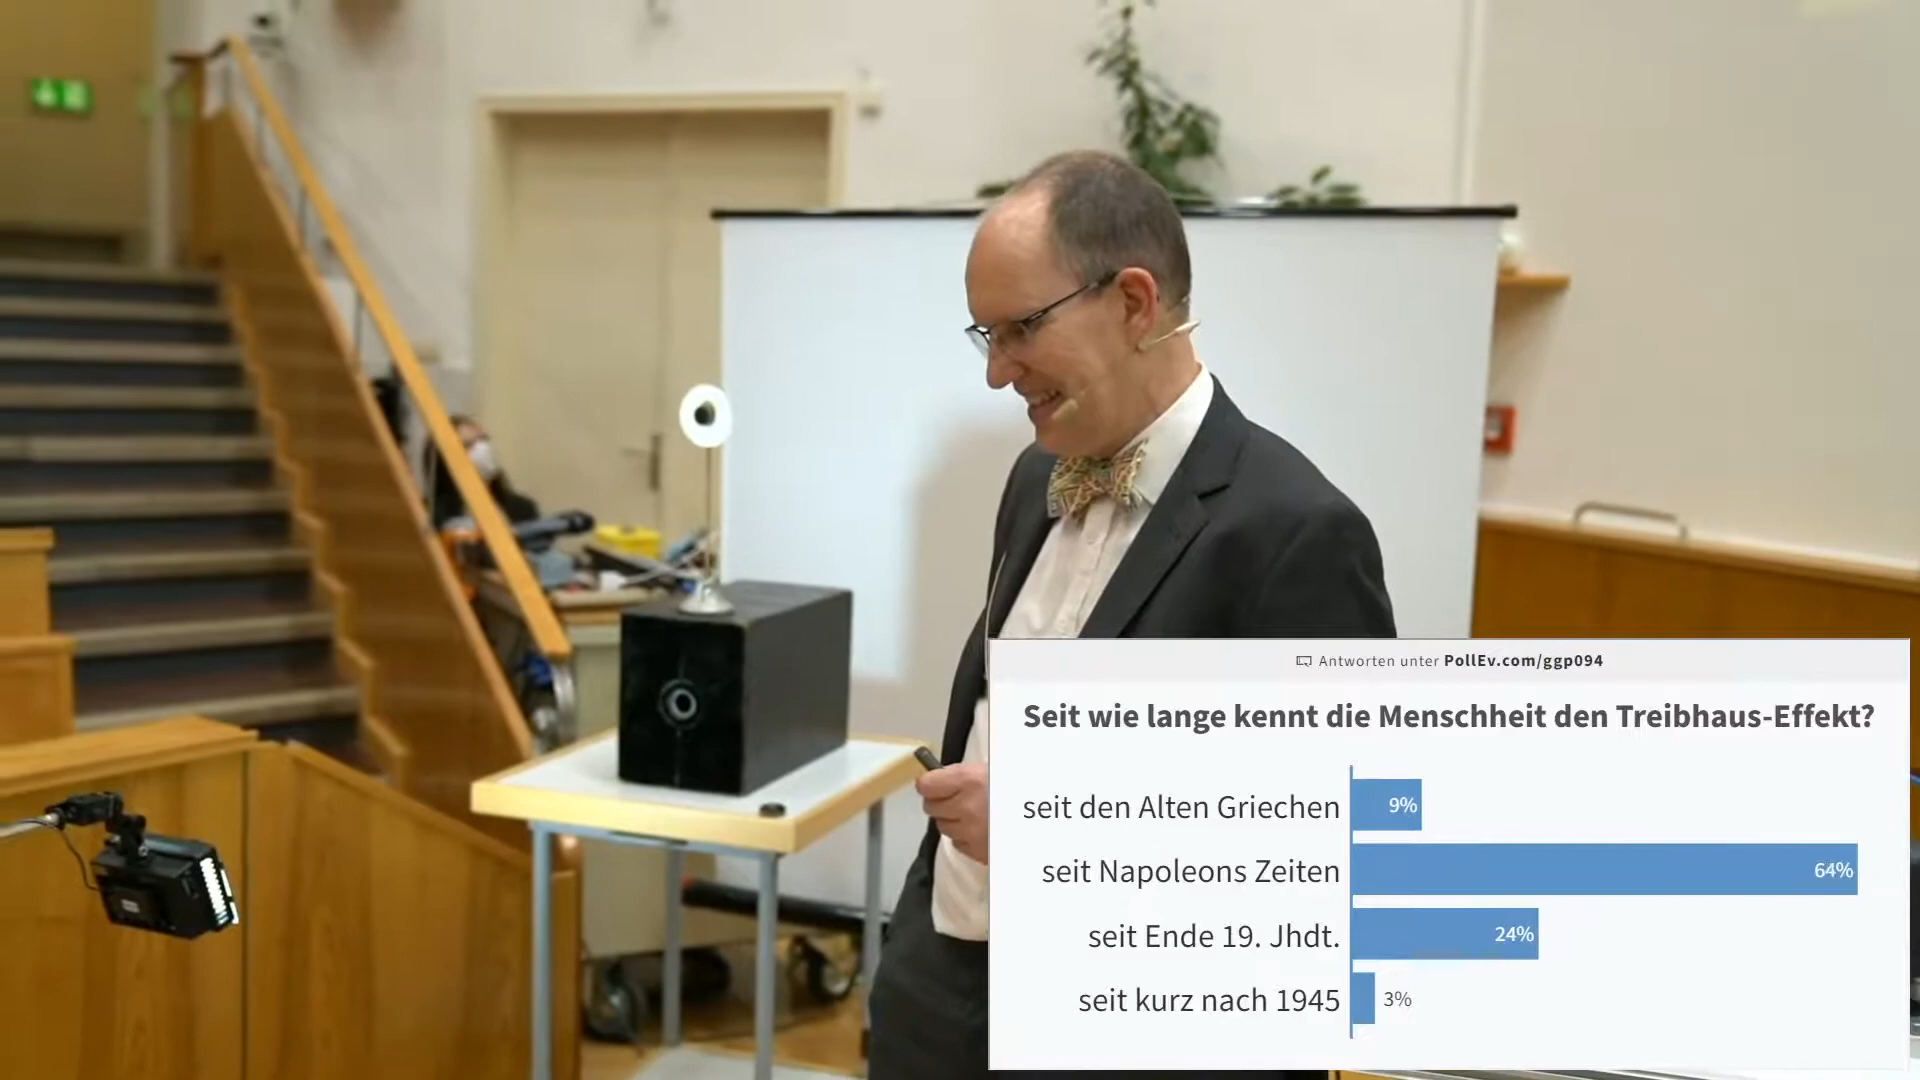 Antworten unter PollEv.com/ggp094
Seit wie lange kennt die Menschheit den Treibhaus-Effekt?
seit den Alten Griechen 9%
seit Napoleons Zeiten 64%
seit Ende 19. Jhdt. 24%
seit kurz nach 1945 3%